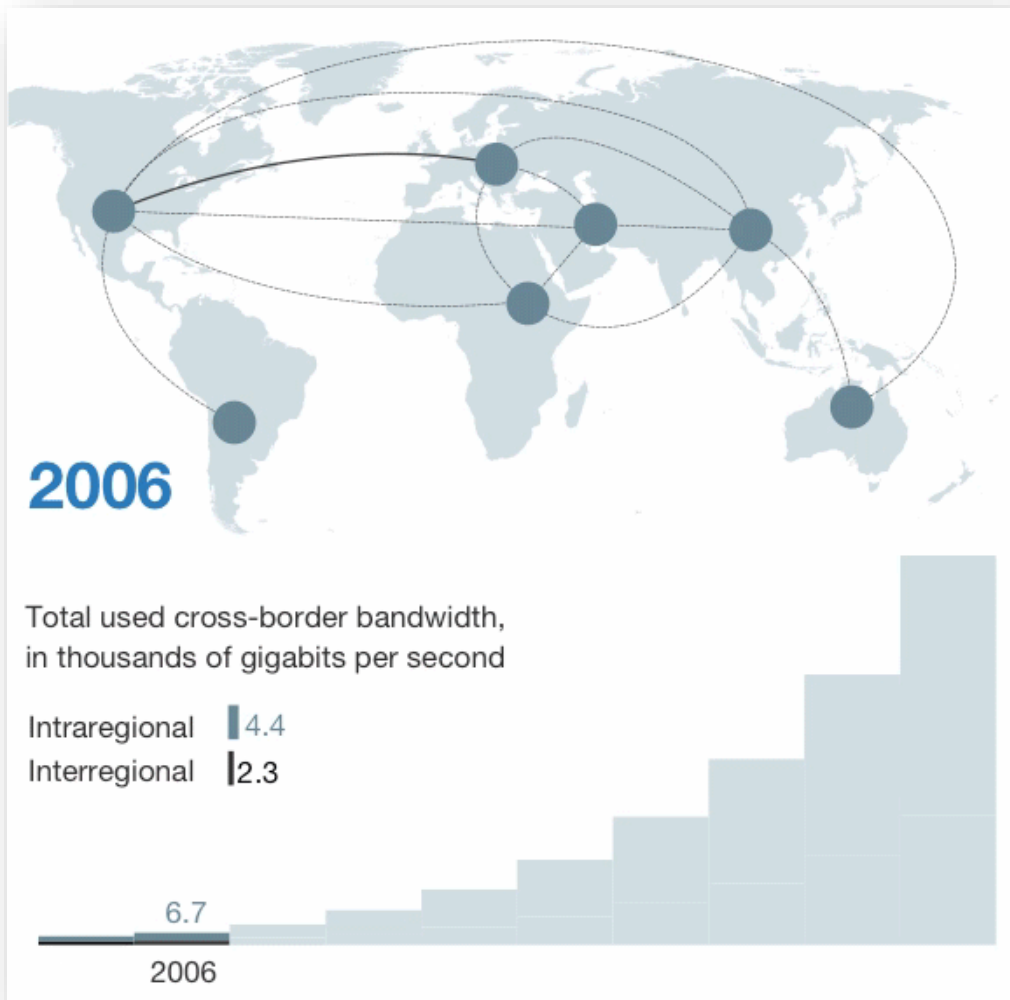 2006
Total used cross-border bandwidth,
in thousands of gigabits per second
Intraregional 4.4
Interregional 2.3
6.7
2006